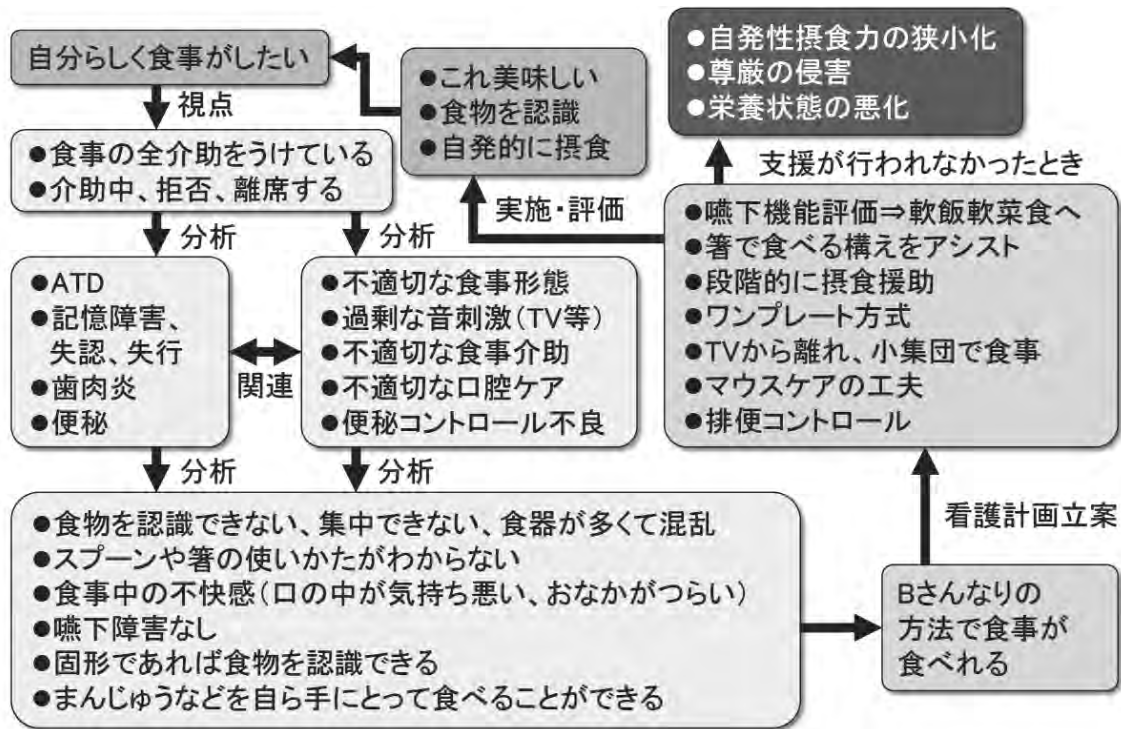 自分らしく食事がしたい
視点
●食事の全介助をうけている
●介助中、拒否、離席する
分析
分析
●ATD
●記憶障害、
失認、失行
●歯肉炎
●便秘
関連
●不適切な食事形態
●過剰な音刺激(TV等)
●不適切な食事介助
●不適切な口腔ケア
●便秘コントロール不良
分析
分析
●食物を認識できない、集中できない、食器が多くて混乱
●スプーンや箸の使いかたがわからない
●食事中の不快感(口の中が気持ち悪い、おなかがつらい)
●嚥下障害なし
●固形であれば食物を認識できる
●まんじゅうなどを自ら手にとって食べることができる
Bさんなりの
方法で食事が
食べれる
看護計画立案
●嚥下機能評価⇒軟飯軟菜食へ
●箸で食べる構えをアシスト
●段階的に摂食援助
●ワンプレート方式
●TVから離れ、小集団で食事
●マウスケアの工夫
●排便コントロール
実施・評価
●これ美味しい
●食物を認識
●自発的に摂食
支援が行われなかったとき
●自発性摂食力の狭小化
●尊厳の侵害
●栄養状態の悪化